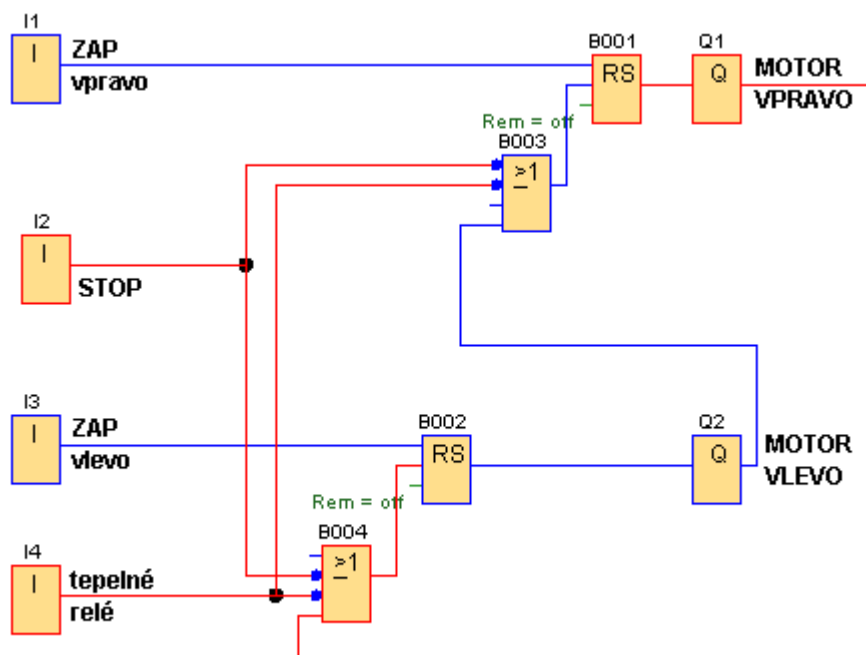 I1
I
ZAP
vpravo
B001
RS
Q1
Q
MOTOR
VPRAVO
Rem = off
B003
>1
I2
I
STOP
I3
I
ZAP
vlevo
B002
RS
Q2
Q
MOTOR
VLEVO
Rem = off
B004
>1
I4
I
tepelné
relé